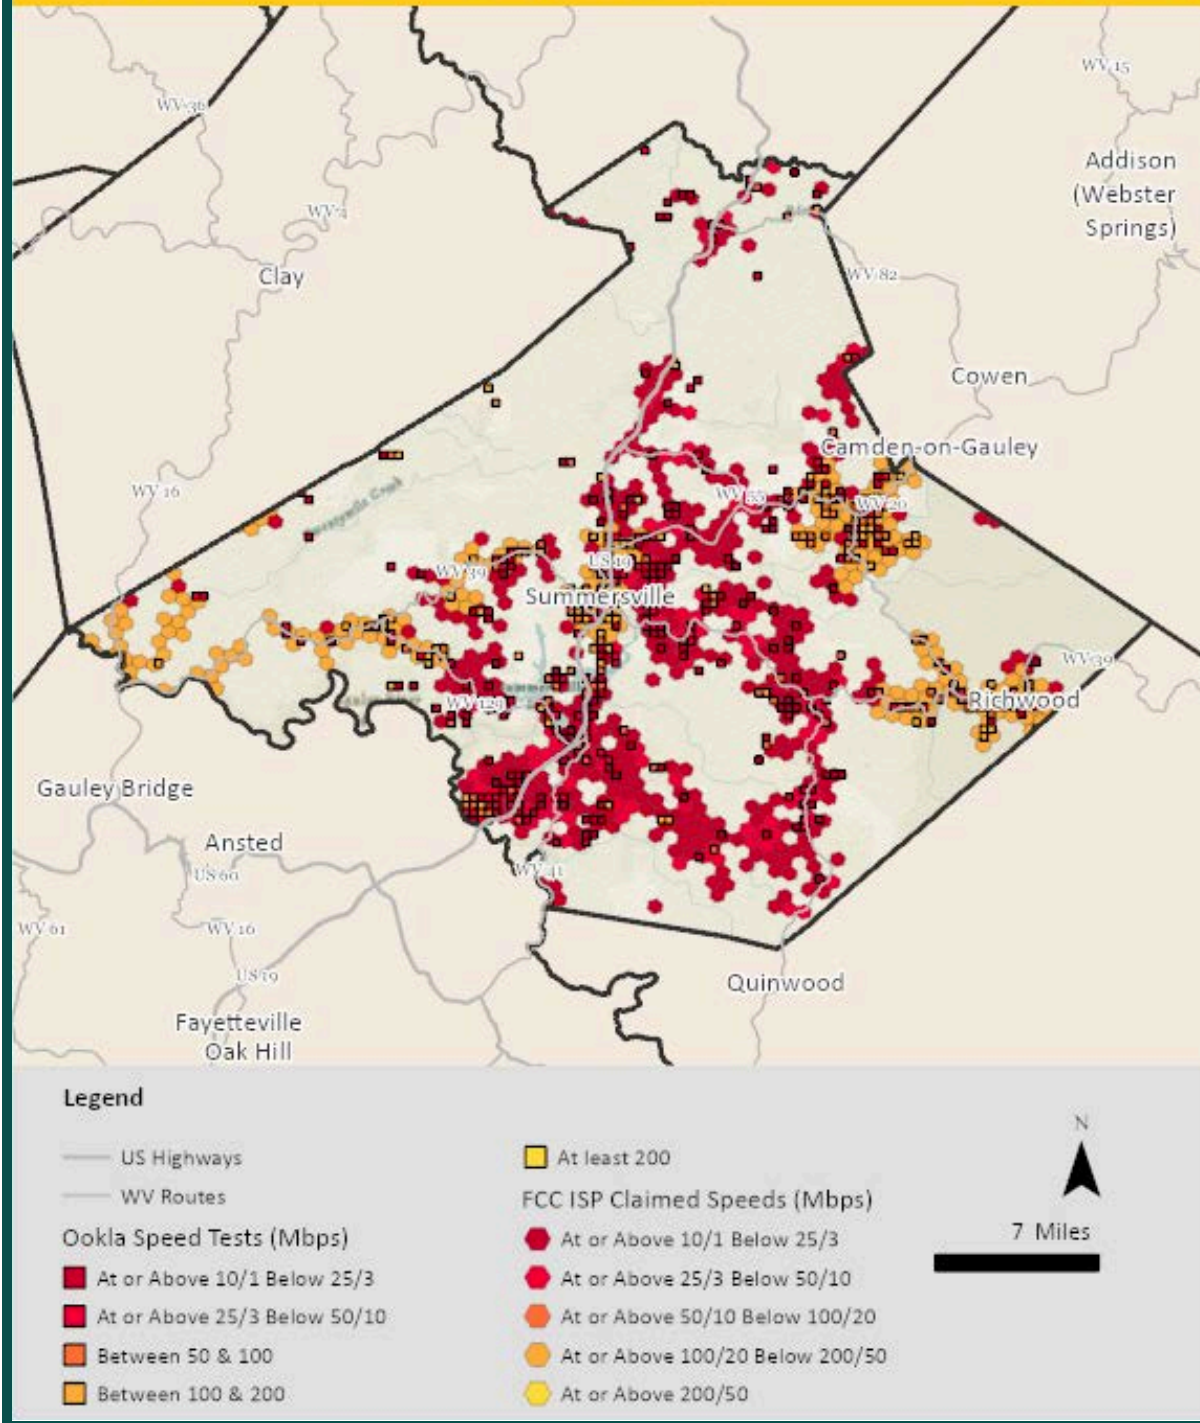 WV 15
WV 36
Addison
(Webster
Springs)
WV 4
Clay
WV 82
Cowen
Camden-on-Gauley
WV 16
WV 55
WV 20
US 19
WV 39
Summersville
WV 39
Richwood
WV 129
Gauley Bridge
Ansted
US 60
WV 41
WV 61
WV 16
US 19
Quinwood
Fayetteville
Oak Hill
Legend
US Highways
WV Routes
Ookla Speed Tests (Mbps)
At or Above 10/1 Below 25/3
At or Above 25/3 Below 50/10
Between 50 & 100
Between 100 & 200
At least 200
FCC ISP Claimed Speeds (Mbps)
At or Above 10/1 Below 25/3
At or Above 25/3 Below 50/10
At or Above 50/10 Below 100/20
At or Above 100/20 Below 200/50
At or Above 200/50
N
7 Miles